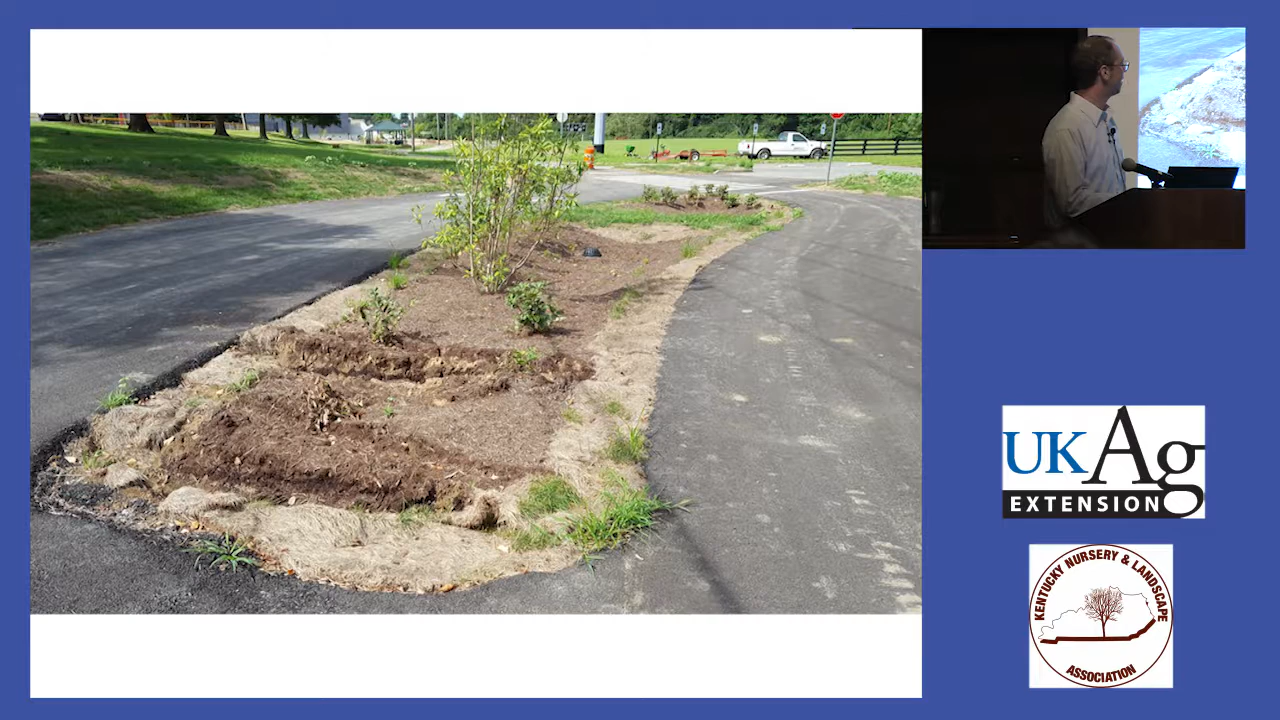 UKAg
EXTENSION
KENTUCKY NURSERY & LANDSCAPE
ASSOCIATION